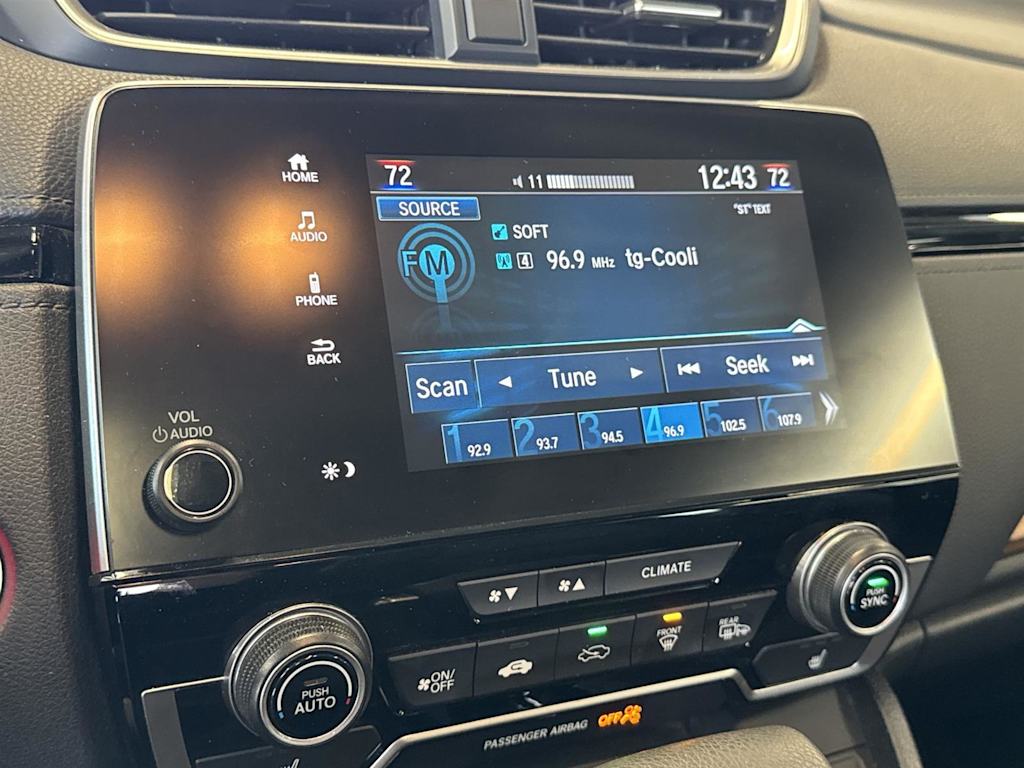 HOME
AUDIO
PHONE
BACK
VOL
AUDIO
72 11 12:43 72
SOURCE
"ST" TEXT
FM
SOFT
4 96.9 MHz tg-Cooli
Scan Tune Seek
1 92.9 2 93.7 3 94.5 4 96.9 5 102.5 6 107.9
CLIMATE
PUSH
SYNC
PUSH
AUTO
ON/
OFF
FRONT
REAR
PASSENGER AIRBAG OFF